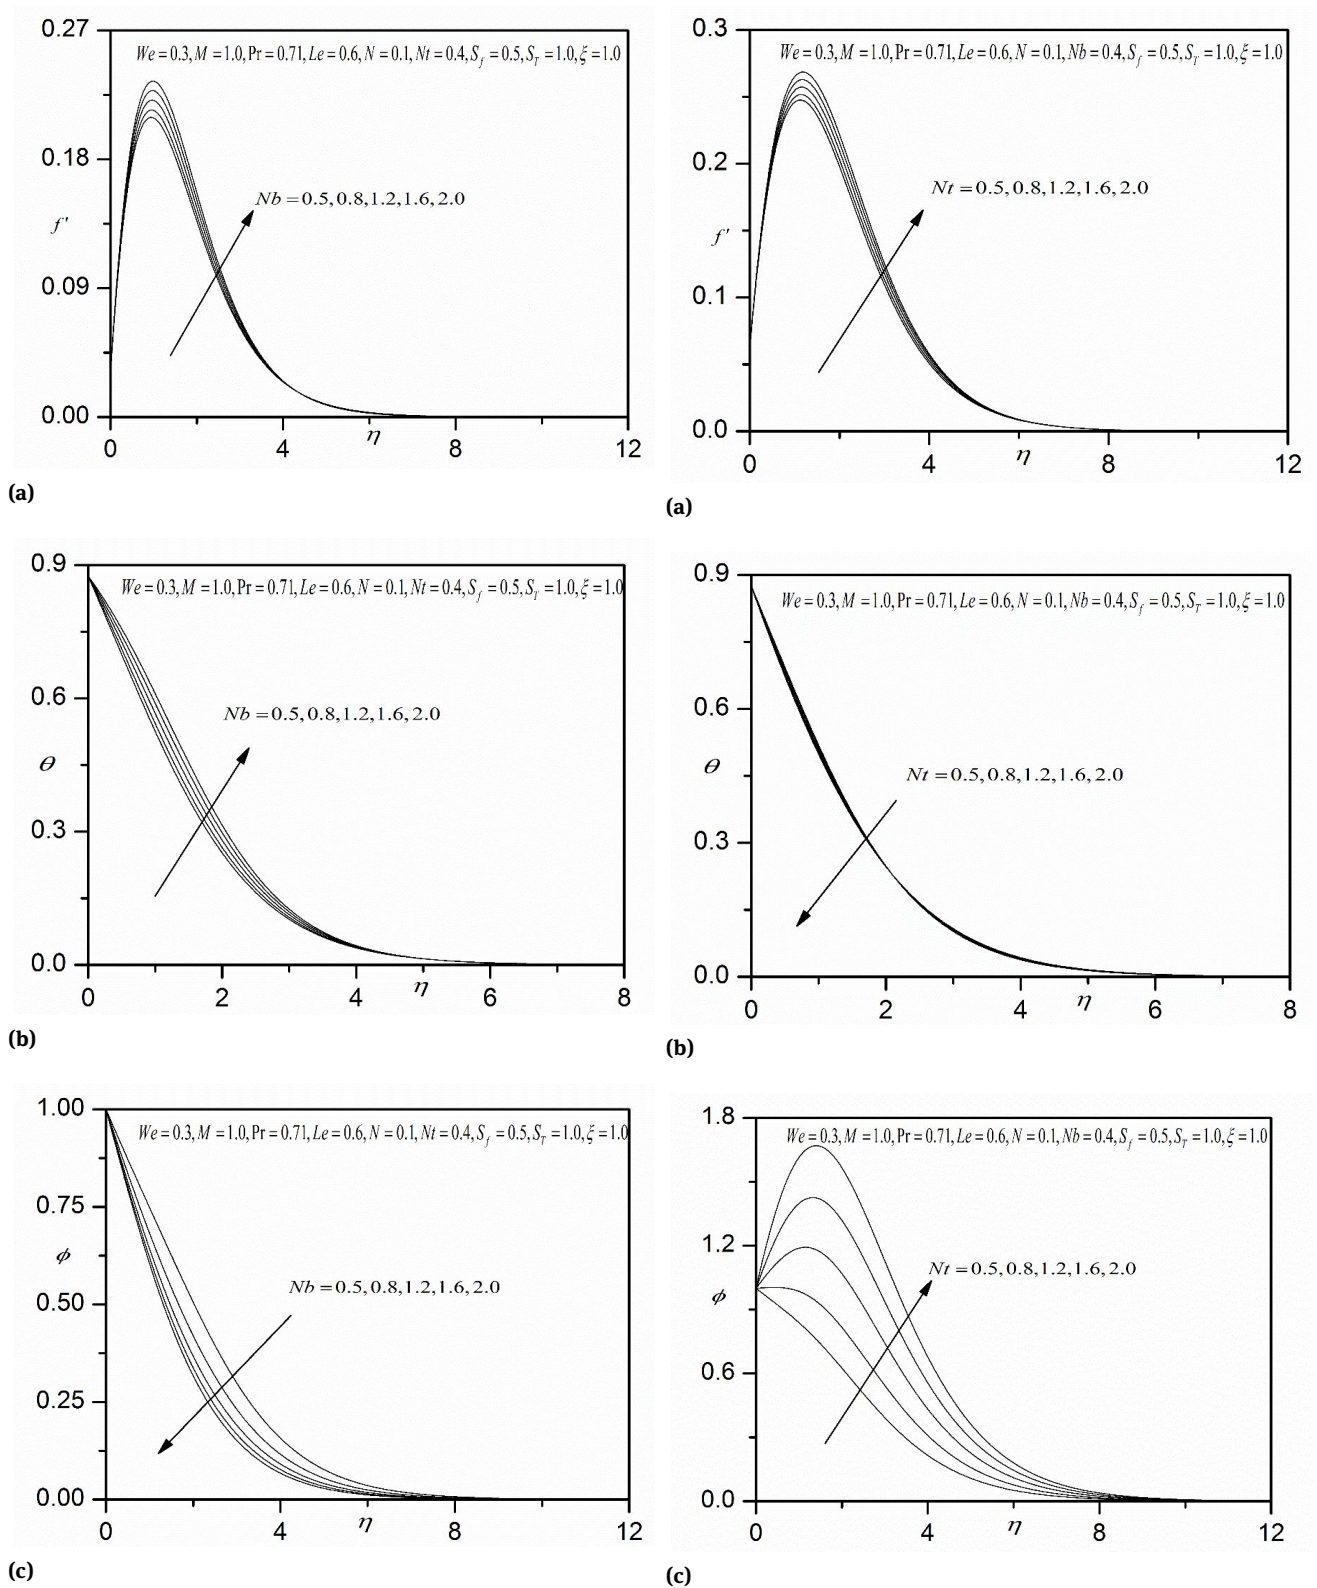 0.27
We = 0.3, M = 1.0, Pr = 0.71, Le = 0.6, N = 0.1, Nt = 0.4, S_f = 0.5, S_T = 1.0, ξ = 1.0
0.18
Nb = 0.5, 0.8, 1.2, 1.6, 2.0
f'
0.09
0.00
0 4 8 12
η
(a)
0.3
We = 0.3, M = 1.0, Pr = 0.71, Le = 0.6, N = 0.1, Nb = 0.4, S_f = 0.5, S_T = 1.0, ξ = 1.0
0.2
Nt = 0.5, 0.8, 1.2, 1.6, 2.0
f'
0.1
0.0
0 4 8 12
η
(a)
0.9
We = 0.3, M = 1.0, Pr = 0.71, Le = 0.6, N = 0.1, Nt = 0.4, S_f = 0.5, S_T = 1.0, ξ = 1.0
0.6
Nb = 0.5, 0.8, 1.2, 1.6, 2.0
θ
0.3
0.0
0 2 4 6 8
η
(b)
0.9
We = 0.3, M = 1.0, Pr = 0.71, Le = 0.6, N = 0.1, Nb = 0.4, S_f = 0.5, S_T = 1.0, ξ = 1.0
0.6
θ
Nt = 0.5, 0.8, 1.2, 1.6, 2.0
0.3
0.0
0 2 4 6 8
η
(b)
1.00
We = 0.3, M = 1.0, Pr = 0.71, Le = 0.6, N = 0.1, Nt = 0.4, S_f = 0.5, S_T = 1.0, ξ = 1.0
0.75
ϕ
Nb = 0.5, 0.8, 1.2, 1.6, 2.0
0.50
0.25
0.00
0 4 8 12
η
(c)
1.8
We = 0.3, M = 1.0, Pr = 0.71, Le = 0.6, N = 0.1, Nb = 0.4, S_f = 0.5, S_T = 1.0, ξ = 1.0
1.2
Nt = 0.5, 0.8, 1.2, 1.6, 2.0
ϕ
0.6
0.0
0 4 8 12
η
(c)